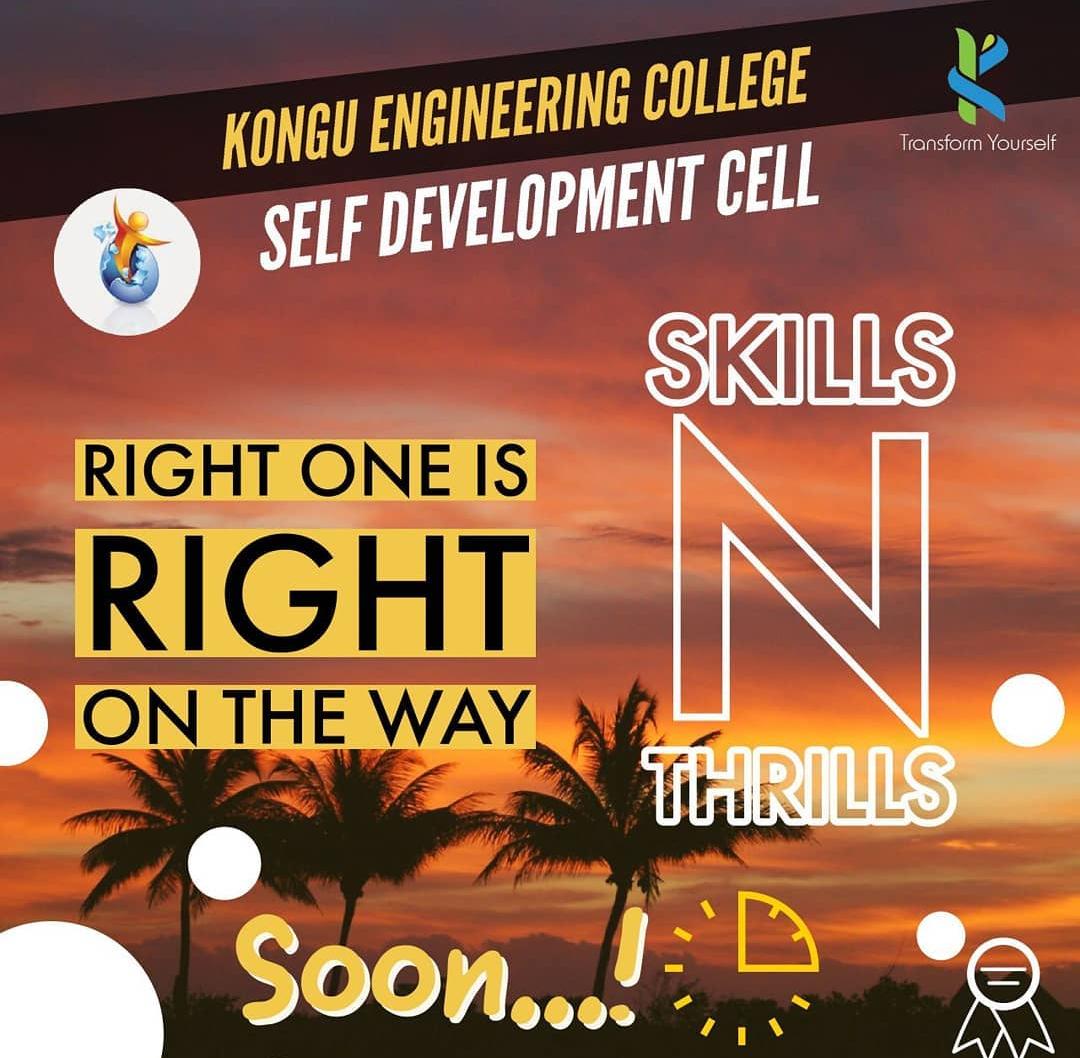 KONGU ENGINEERING COLLEGE
Transform Yourself
SELF DEVELOPMENT CELL
SKILLS
N
THRILLS
RIGHT ONE IS
RIGHT
ON THE WAY
Soon....!